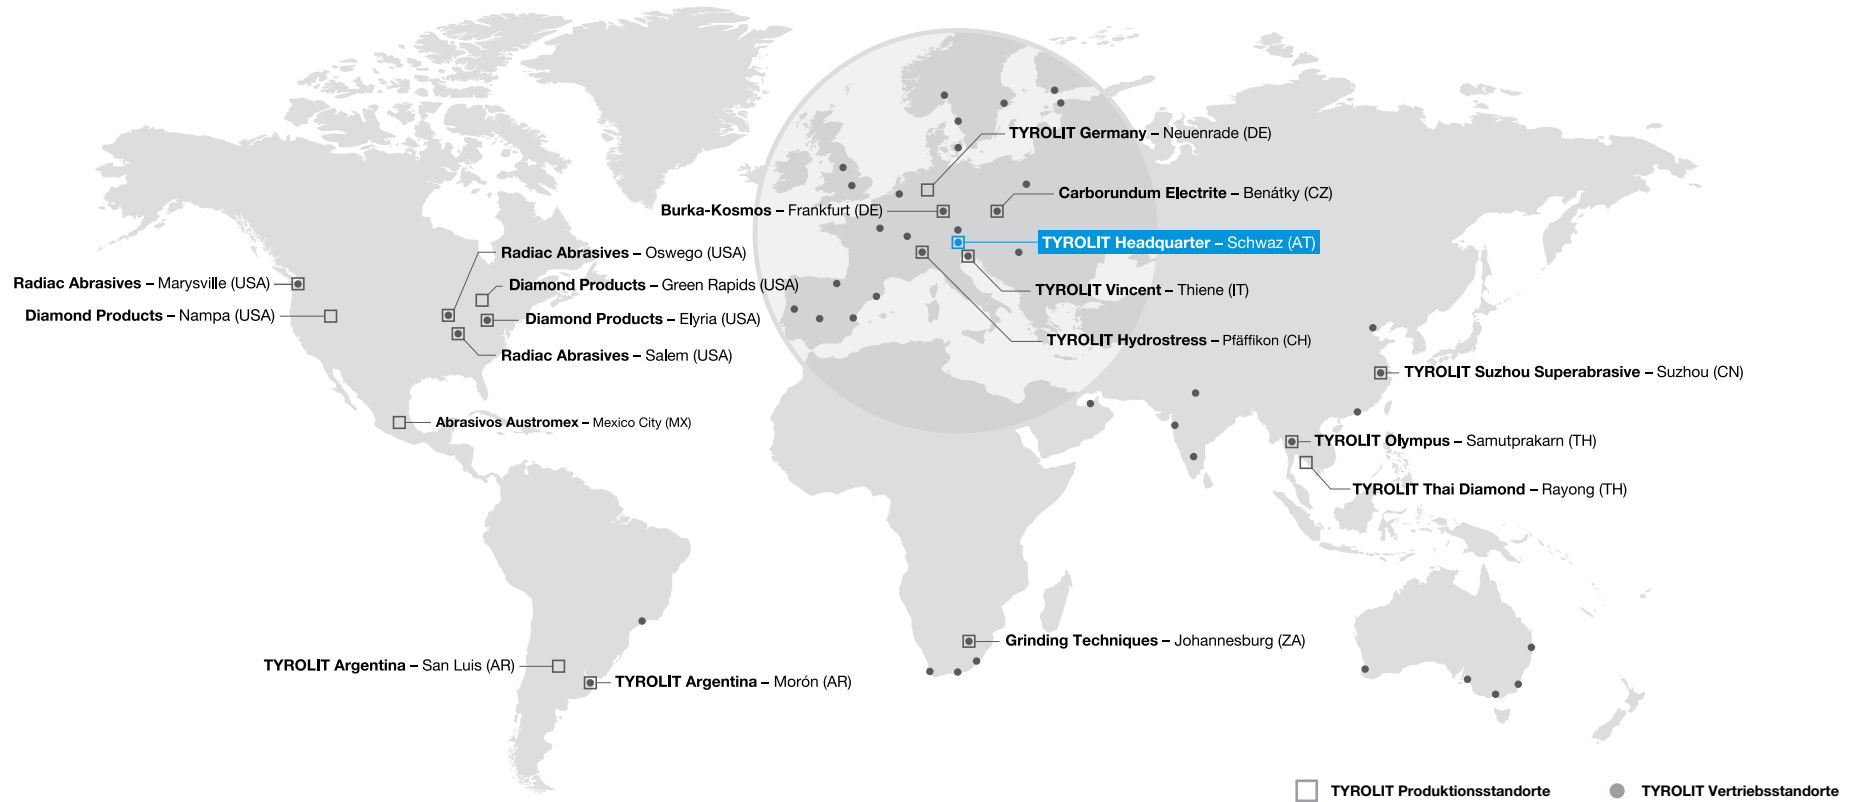 TYROLIT Germany – Neuenrade (DE)
Carborundum Electrite – Benátky (CZ)
Burka-Kosmos – Frankfurt (DE)
TYROLIT Headquarter – Schwaz (AT)
Radiac Abrasives – Oswego (USA)
Radiac Abrasives – Marysville (USA)
Diamond Products – Green Rapids (USA)
TYROLIT Vincent – Thiene (IT)
Diamond Products – Nampa (USA)
Diamond Products – Elyria (USA)
TYROLIT Hydrostress – Pfäffikon (CH)
Radiac Abrasives – Salem (USA)
TYROLIT Suzhou Superabrasive – Suzhou (CN)
Abrasivos Austromex – Mexico City (MX)
TYROLIT Olympus – Samutprakarn (TH)
TYROLIT Thai Diamond – Rayong (TH)
Grinding Techniques – Johannesburg (ZA)
TYROLIT Argentina – San Luis (AR)
TYROLIT Argentina – Morón (AR)
TYROLIT Produktionsstandorte
TYROLIT Vertriebsstandorte